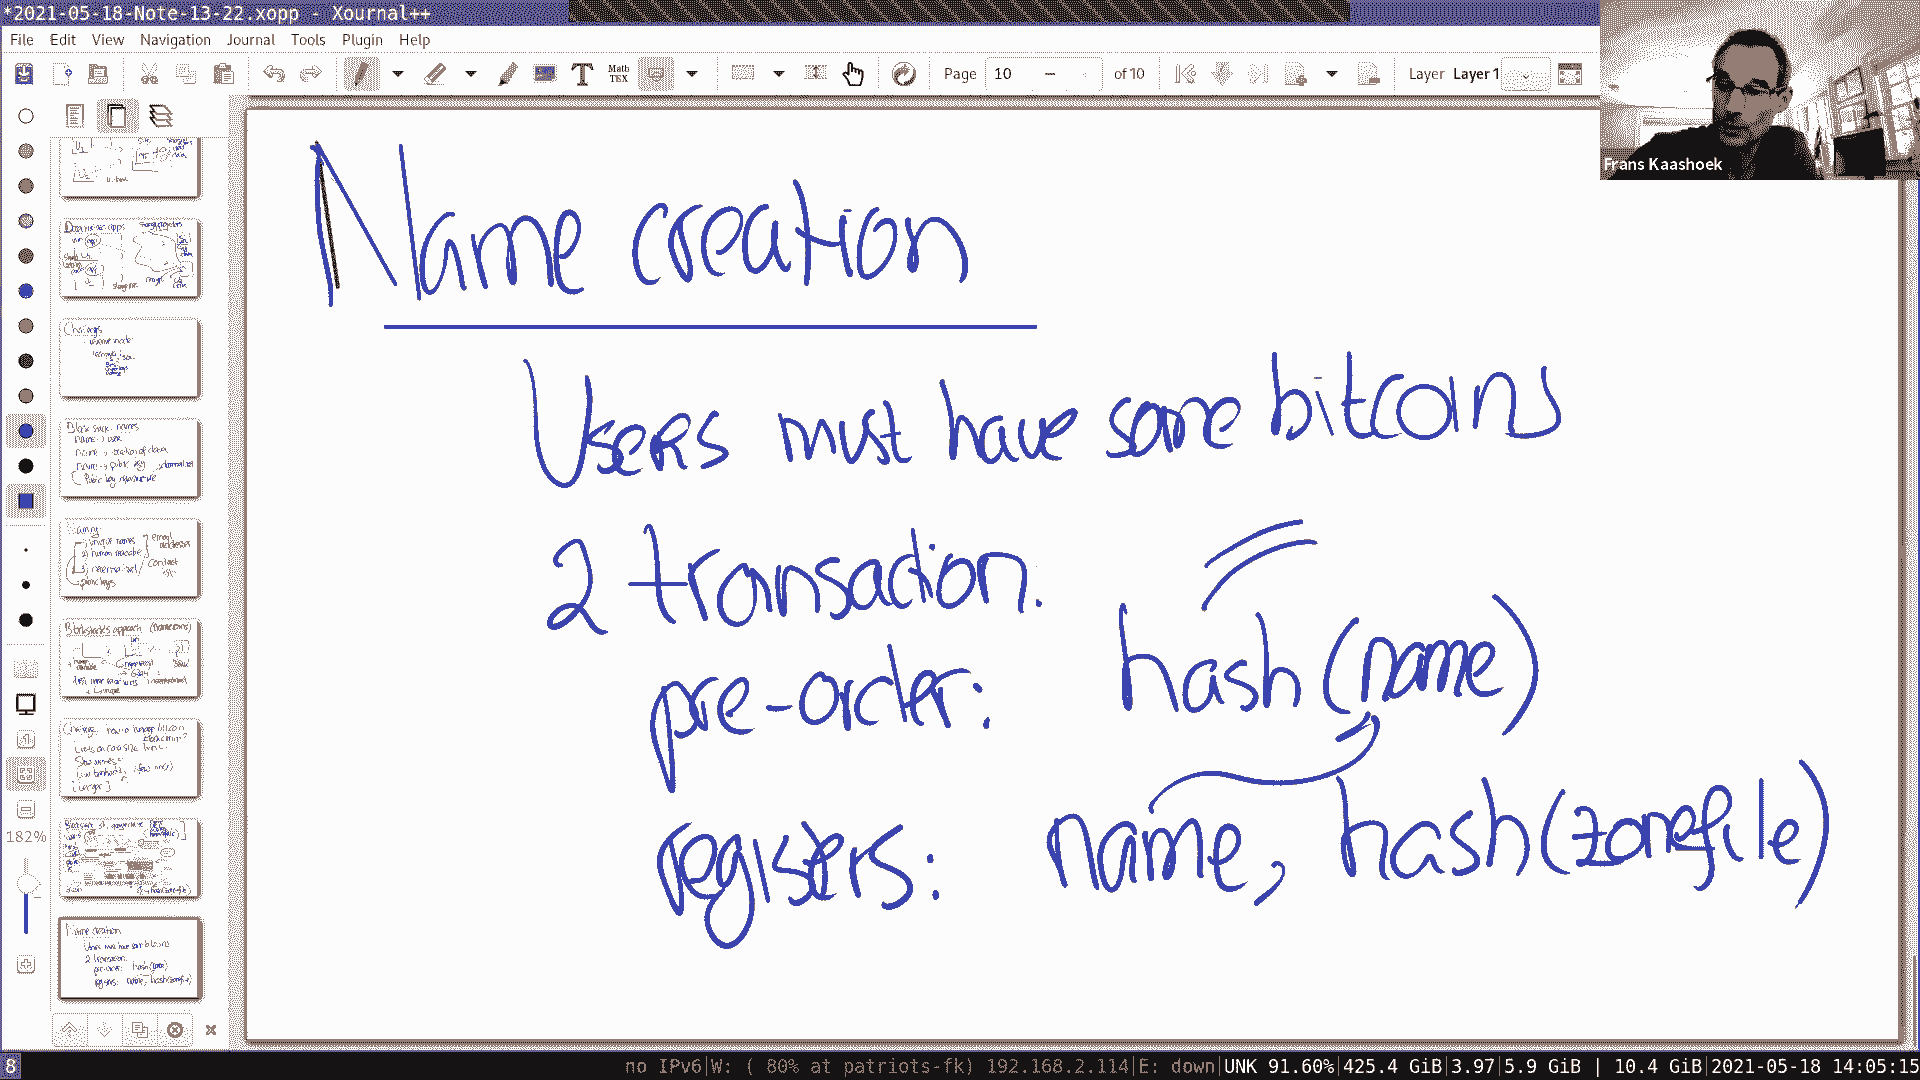 *2021-05-18-Note-13-22.xopp - Xournal++
File Edit View Navigation Journal Tools Plugin Help
Math TEX Page 10 of 10 Layer Layer 1
Frans Kaashoek
Name creation
Users must have some bitcoins
2 transaction.
pre-order: hash(name)
registers: name, hash(zonefile)
182%
8 no IPv6|W: ( 80% at patriots-fk) 192.168.2.114|E: down|UNK 91.60%|425.4 GiB|3.97|5.9 GiB | 10.4 GiB|2021-05-18 14:05:15